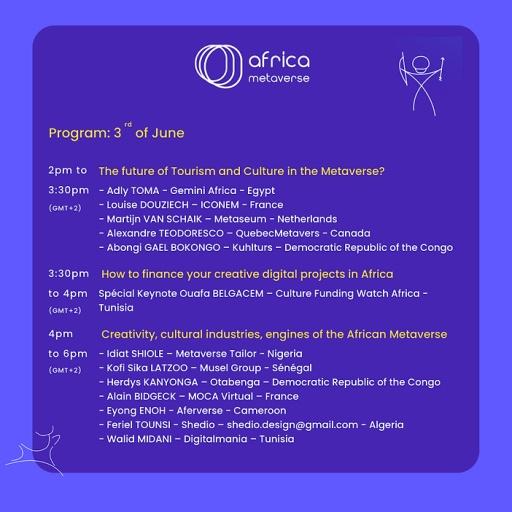 africa
metaverse
Program: 3rd of June
2pm to The future of Tourism and Culture in the Metaverse?
3:30pm - Adly TOMA - Gemini Africa - Egypt
(GMT+2) - Louise DOUZIECH – ICONEM - France
- Martijn VAN SCHAIK – Metaseum - Netherlands
- Alexandre TEODORESCO – QuebecMetavers - Canada
- Abongi GAEL BOKONGO – Kuhlturs – Democratic Republic of the Congo
3:30pm How to finance your creative digital projects in Africa
to 4pm Spécial Keynote Ouafa BELGACEM – Culture Funding Watch Africa -
(GMT+2) Tunisia
4pm Creativity, cultural industries, engines of the African Metaverse
to 6pm - Idiat SHIOLE – Metaverse Tailor - Nigeria
(GMT+2) - Kofi Sika LATZOO – Musel Group - Sénégal
- Herdys KANYONGA – Otabenga – Democratic Republic of the Congo
- Alain BIDGECK – MOCA Virtual – France
- Eyong ENOH - Aferverse - Cameroon
- Feriel TOUNSI - Shedio – shedio.design@gmail.com - Algeria
- Walid MIDANI – Digitalmania – Tunisia